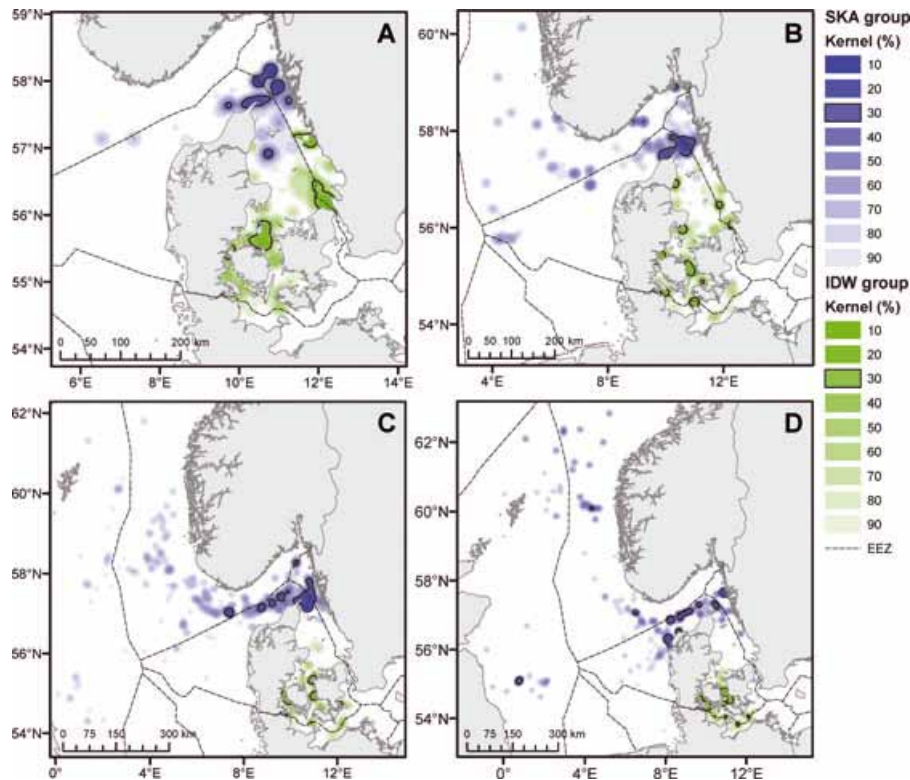 59°N
58°N
57°N
56°N
55°N
54°N
A
0 50 100 200 km
6°E 8°E 10°E 12°E 14°E
60°N
58°N
56°N
54°N
B
0 50 100 200 km
4°E 8°E 12°E
SKA group
Kernel (%)
10
20
30
40
50
60
70
80
90
IDW group
Kernel (%)
10
20
30
40
50
60
70
80
90
EEZ
62°N
60°N
58°N
56°N
54°N
C
0 75 150 300 km
0° 4°E 8°E 12°E
62°N
60°N
58°N
56°N
54°N
D
0 75 150 300 km
0° 4°E 8°E 12°E